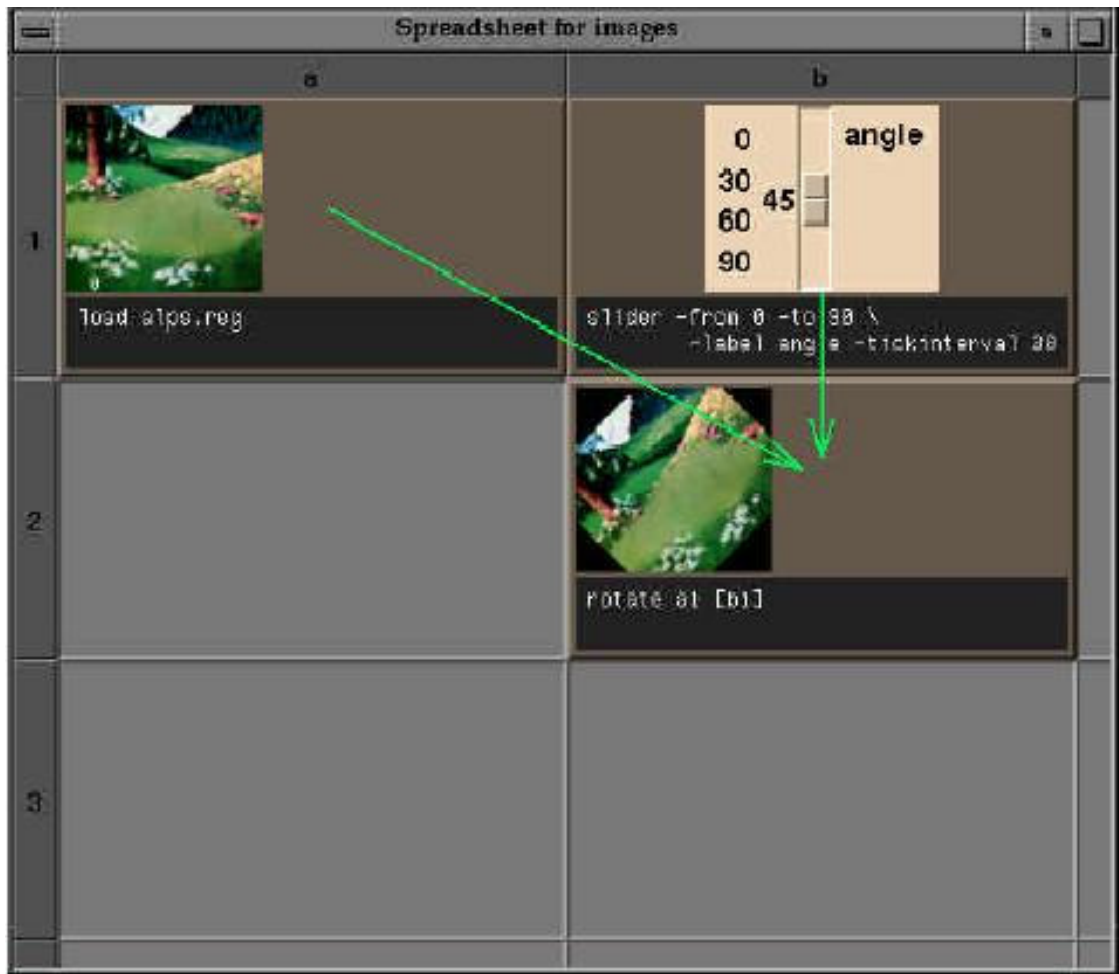 Spreadsheet for images
a
b
1
0
30
45
60
90
angle
0
load alps.reg
slider -from 0 -to 90 \
-label angle -tickinterval 30
2
rotate a1 [b1]
3